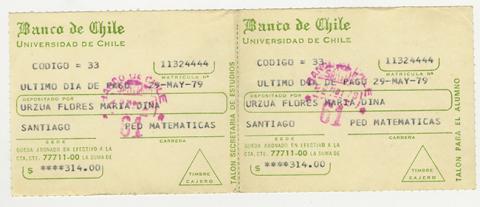 Banco de Chile
UNIVERSIDAD DE CHILE
CODIGO = 33 11324444
MATRICULA Nº
ULTIMO DIA DE PAGO 29-MAY-79
DEPOSITADO POR
URZUA FLORES MARIA DINA
SANTIAGO PED MATEMATICAS
SEDE CARRERA
QUEDA ABONADO EN EFECTIVO A LA
CTA. CTE. 77711-00 LA SUMA DE
$ ****314.00
TIMBRE
CAJERO
TALON SECRETARIA DE ESTUDIOS
Banco de Chile
UNIVERSIDAD DE CHILE
CODIGO = 33 11324444
MATRICULA Nº
ULTIMO DIA DE PAGO 29-MAY-79
DEPOSITADO POR
URZUA FLORES MARIA DINA
SANTIAGO PED MATEMATICAS
SEDE CARRERA
QUEDA ABONADO EN EFECTIVO A LA
CTA. CTE. 77711-00 LA SUMA DE
$ ****314.00
TIMBRE
CAJERO
TALON PARA EL ALUMNO